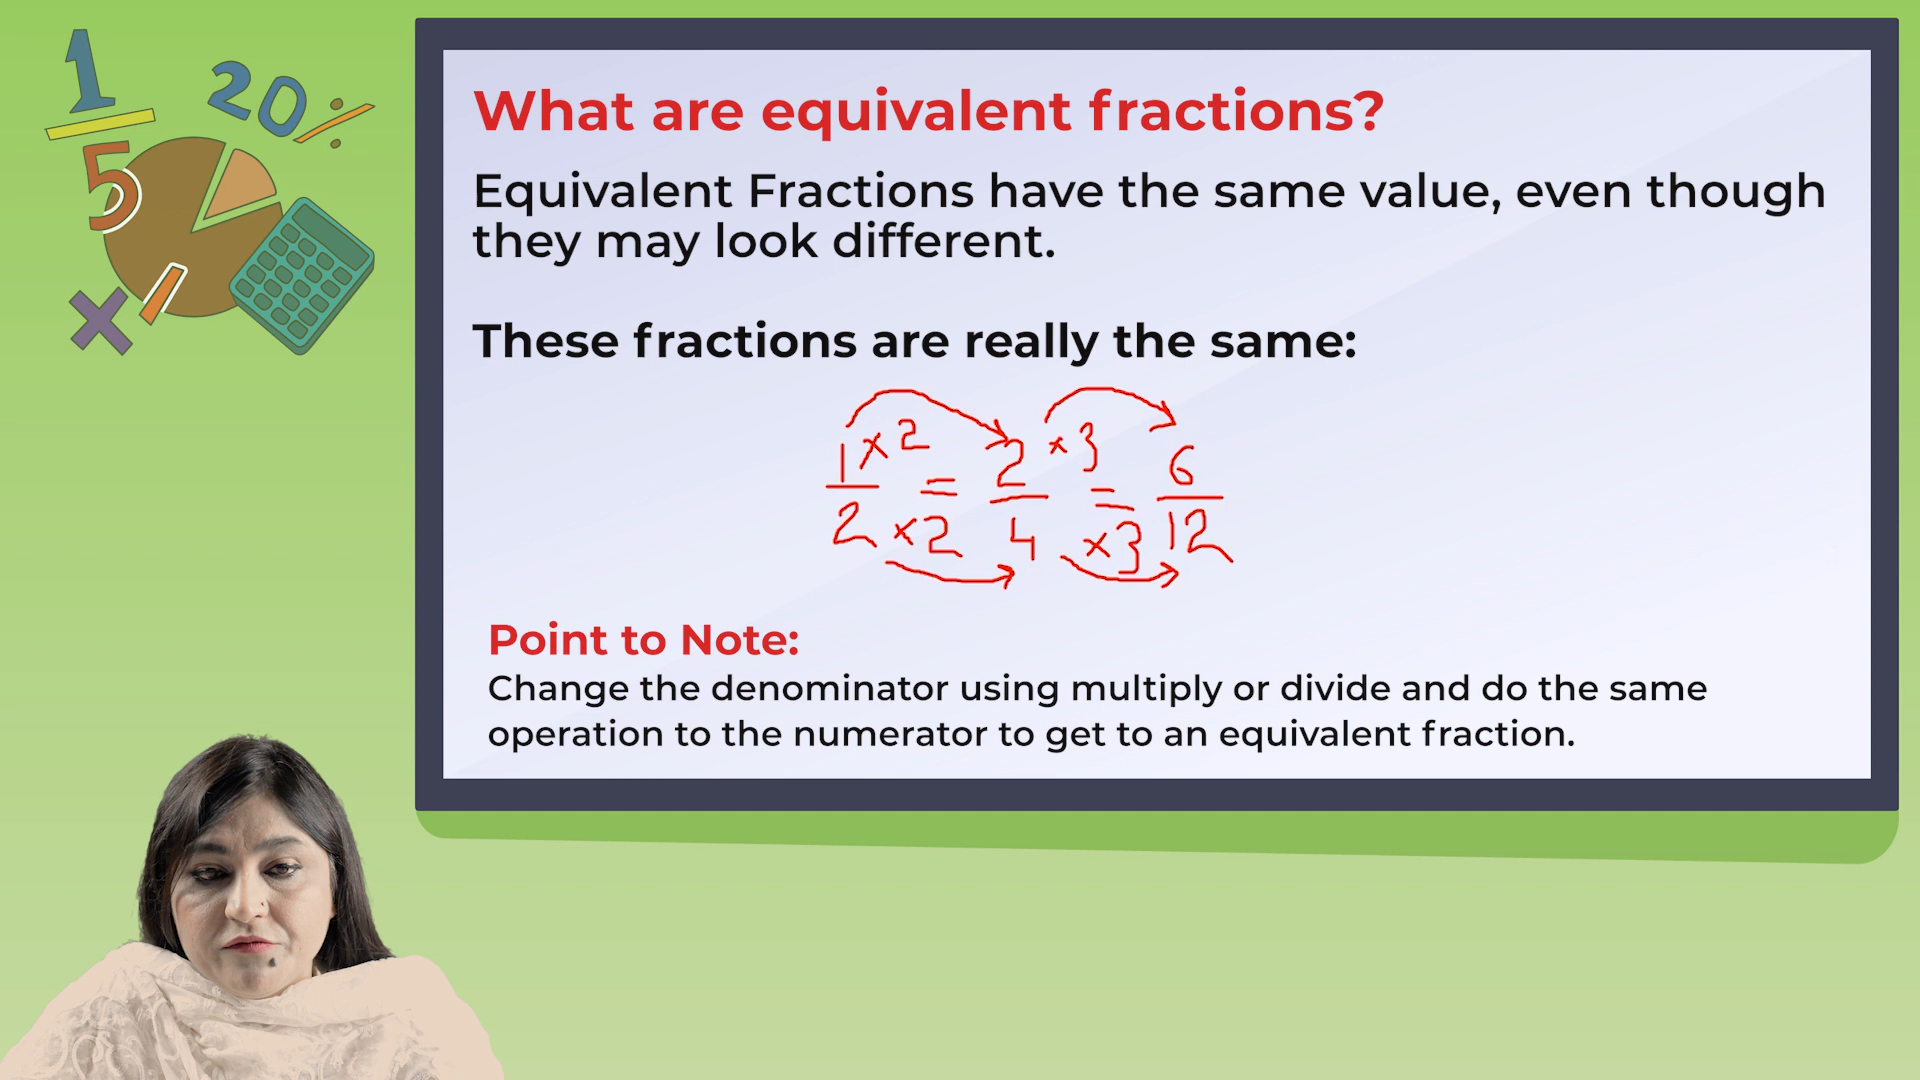 1
5
20%
×
What are equivalent fractions?
Equivalent Fractions have the same value, even though
they may look different.
These fractions are really the same:
1 × 2 2 × 3 6
= =
2 × 2 4 × 3 12
Point to Note:
Change the denominator using multiply or divide and do the same
operation to the numerator to get to an equivalent fraction.